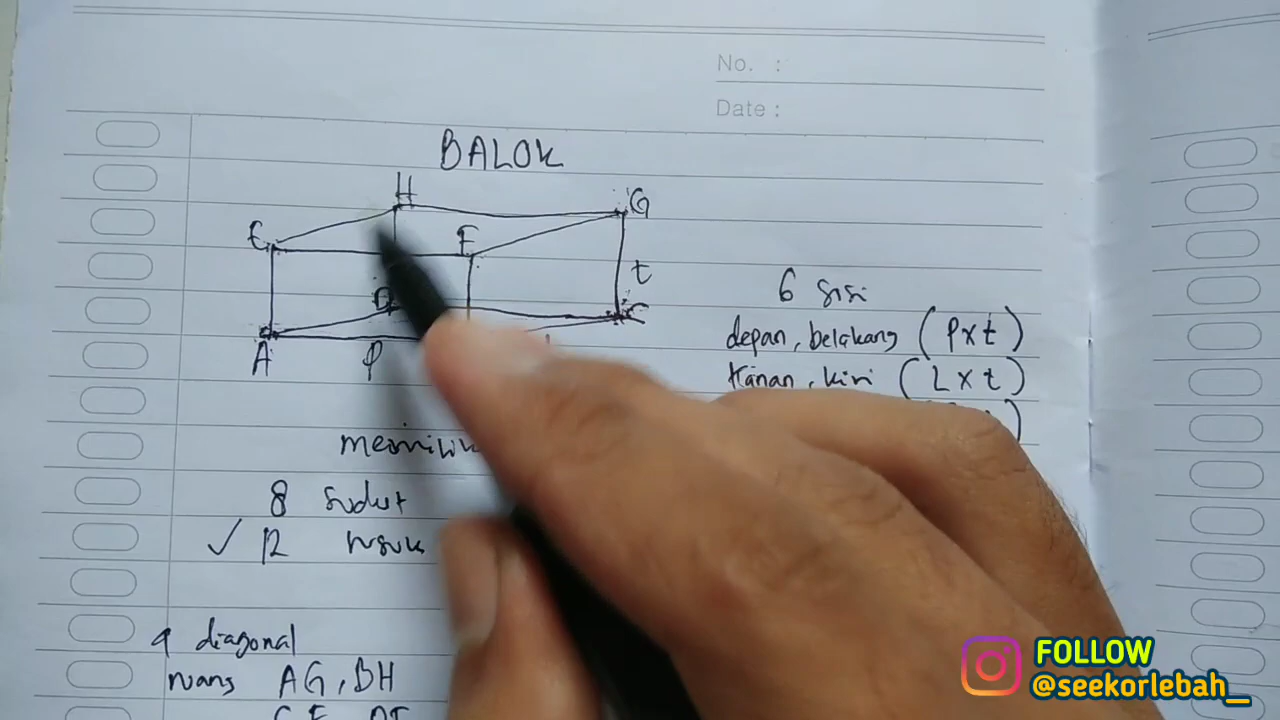 No. :
Date :
BALOK
H
G
E
F
t
D
C
A
P
6 sisi
depan, belakang (P x t)
kanan, kiri (L x t)
memiliki
8 sudut
✓ 12 rusuk
4 diagonal
ruang AG, BH
FOLLOW
@seekorlebah_